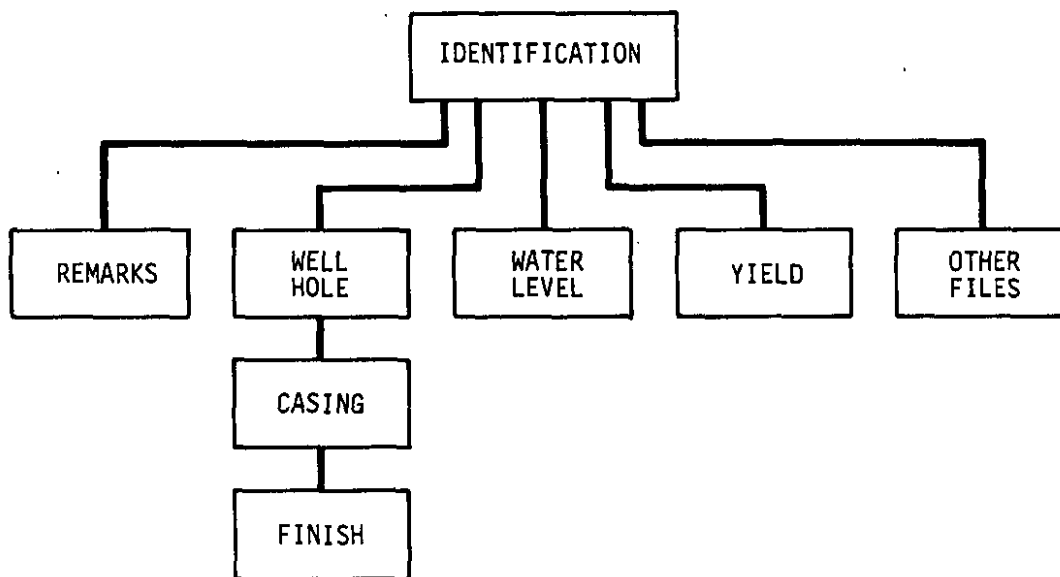 IDENTIFICATION
REMARKS
WELL
HOLE
WATER
LEVEL
YIELD
OTHER
FILES
CASING
FINISH